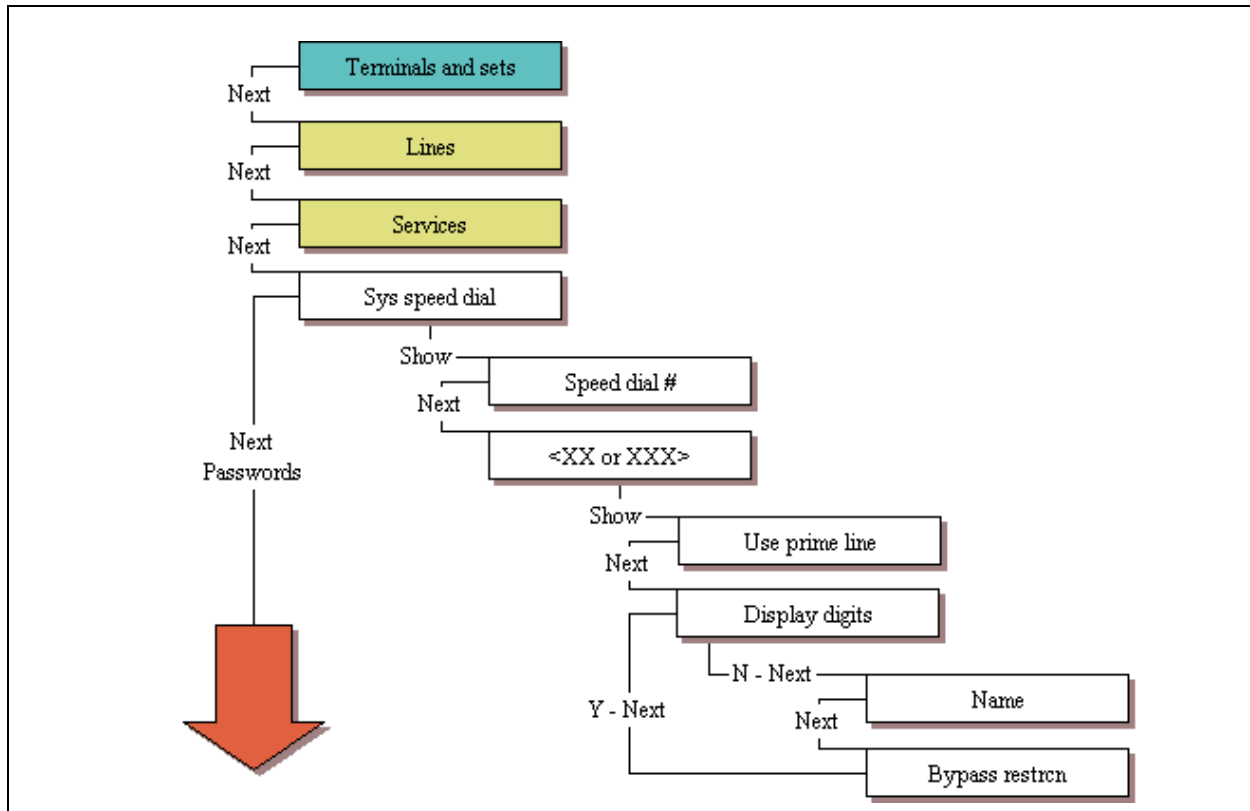 Terminals and sets
Next
Lines
Next
Services
Next
Sys speed dial
Show
Speed dial #
Next
Next
Passwords
<XX or XXX>
Show
Use prime line
Next
Display digits
N - Next
Name
Y - Next
Next
Bypass restrcn